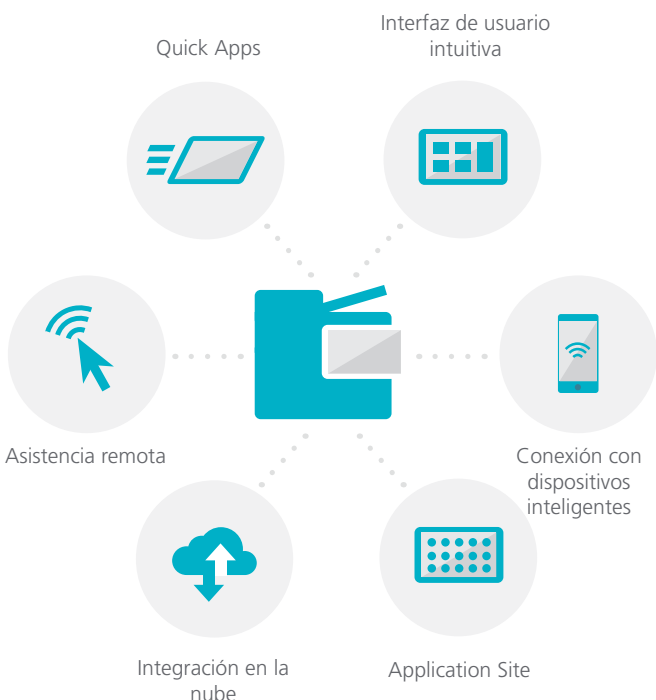 Quick Apps
Interfaz de usuario
intuitiva
Asistencia remota
Conexión con
dispositivos
inteligentes
Integración en la
nube
Application Site